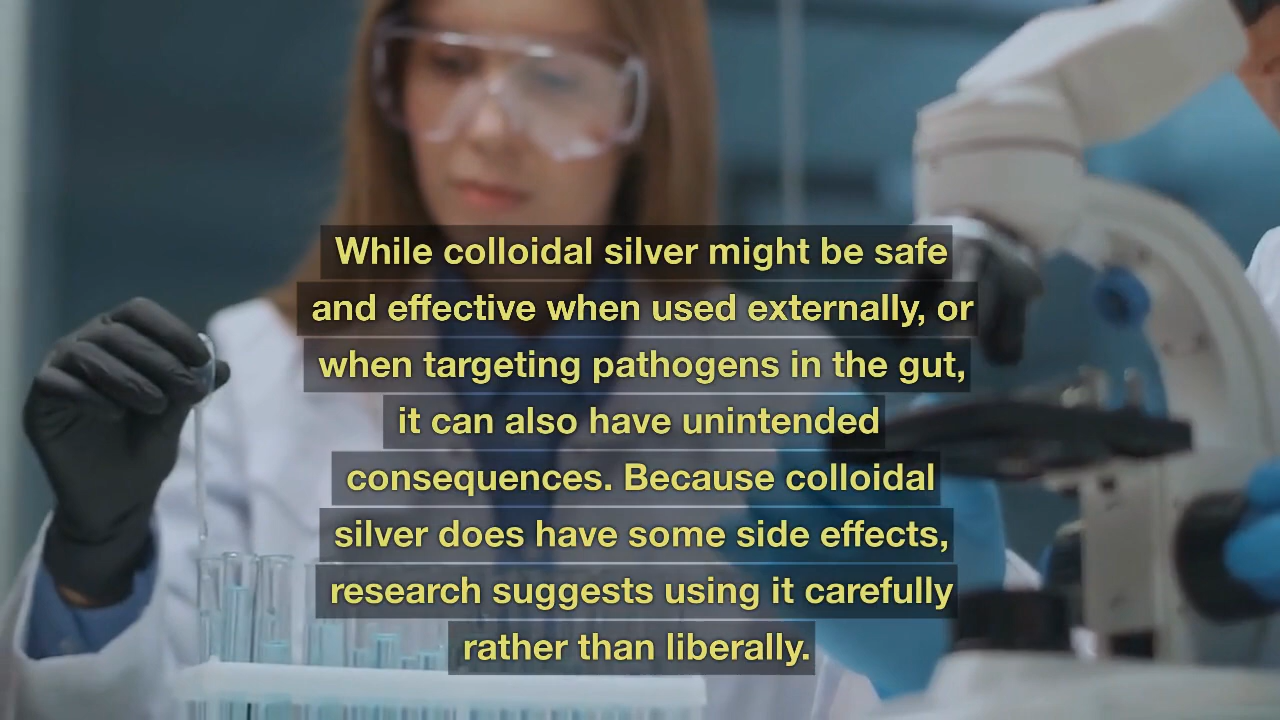 While colloidal silver might be safe
and effective when used externally, or
when targeting pathogens in the gut,
it can also have unintended
consequences. Because colloidal
silver does have some side effects,
research suggests using it carefully
rather than liberally.